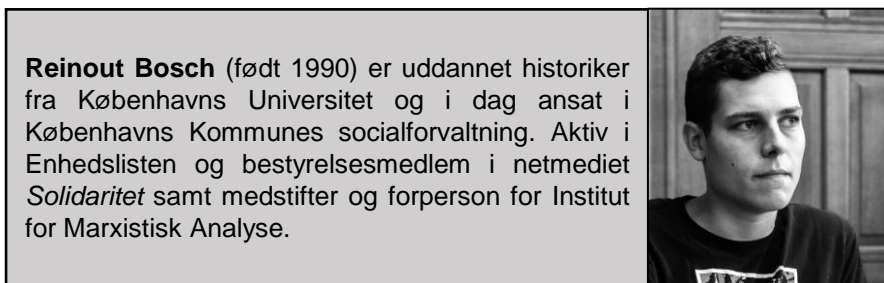 Reinout Bosch (født 1990) er uddannet historiker
fra Københavns Universitet og i dag ansat i
Københavns Kommunes socialforvaltning. Aktiv i
Enhedslisten og bestyrelsesmedlem i netmediet
Solidaritet samt medstifter og forperson for Institut
for Marxistisk Analyse.